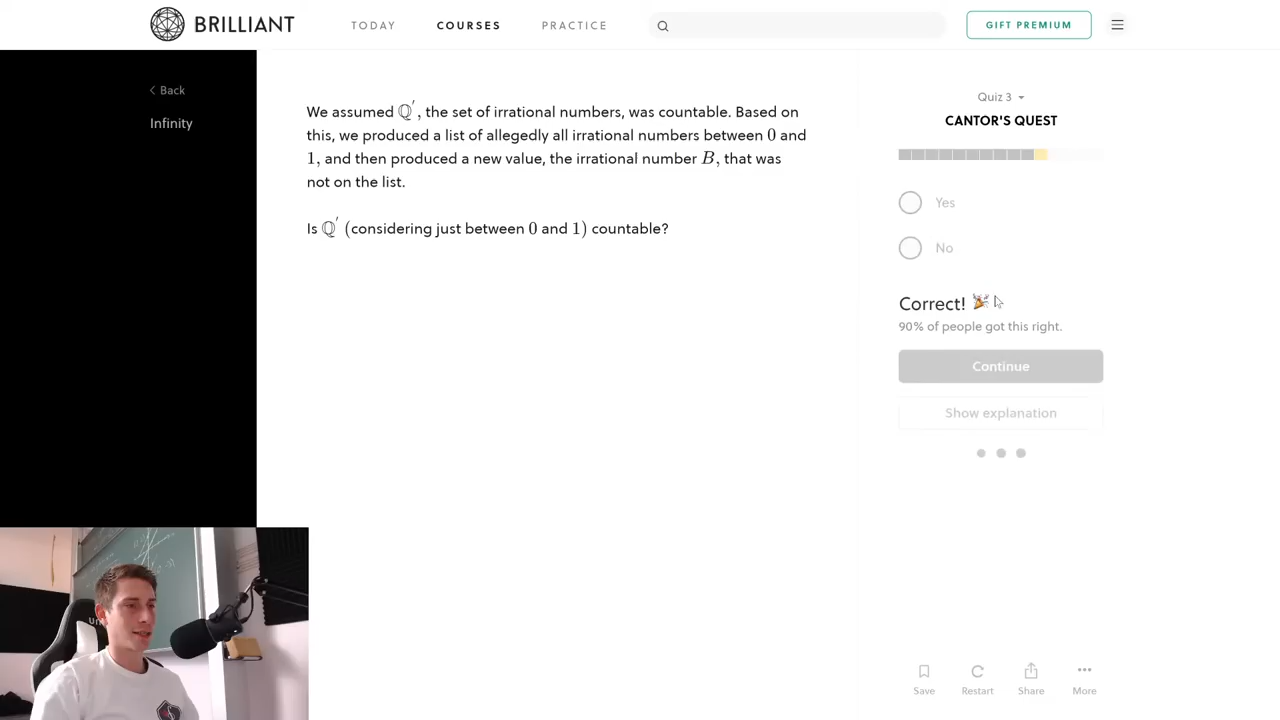 BRILLIANT
TODAY
COURSES
PRACTICE
GIFT PREMIUM
Back
Infinity
We assumed ℚ′, the set of irrational numbers, was countable. Based on
this, we produced a list of allegedly all irrational numbers between 0 and
1, and then produced a new value, the irrational number B, that was
not on the list.
Is ℚ′ (considering just between 0 and 1) countable?
Quiz 3
CANTOR'S QUEST
Yes
No
Correct! 🎉
90% of people got this right.
Continue
Show explanation
Save
Restart
Share
More